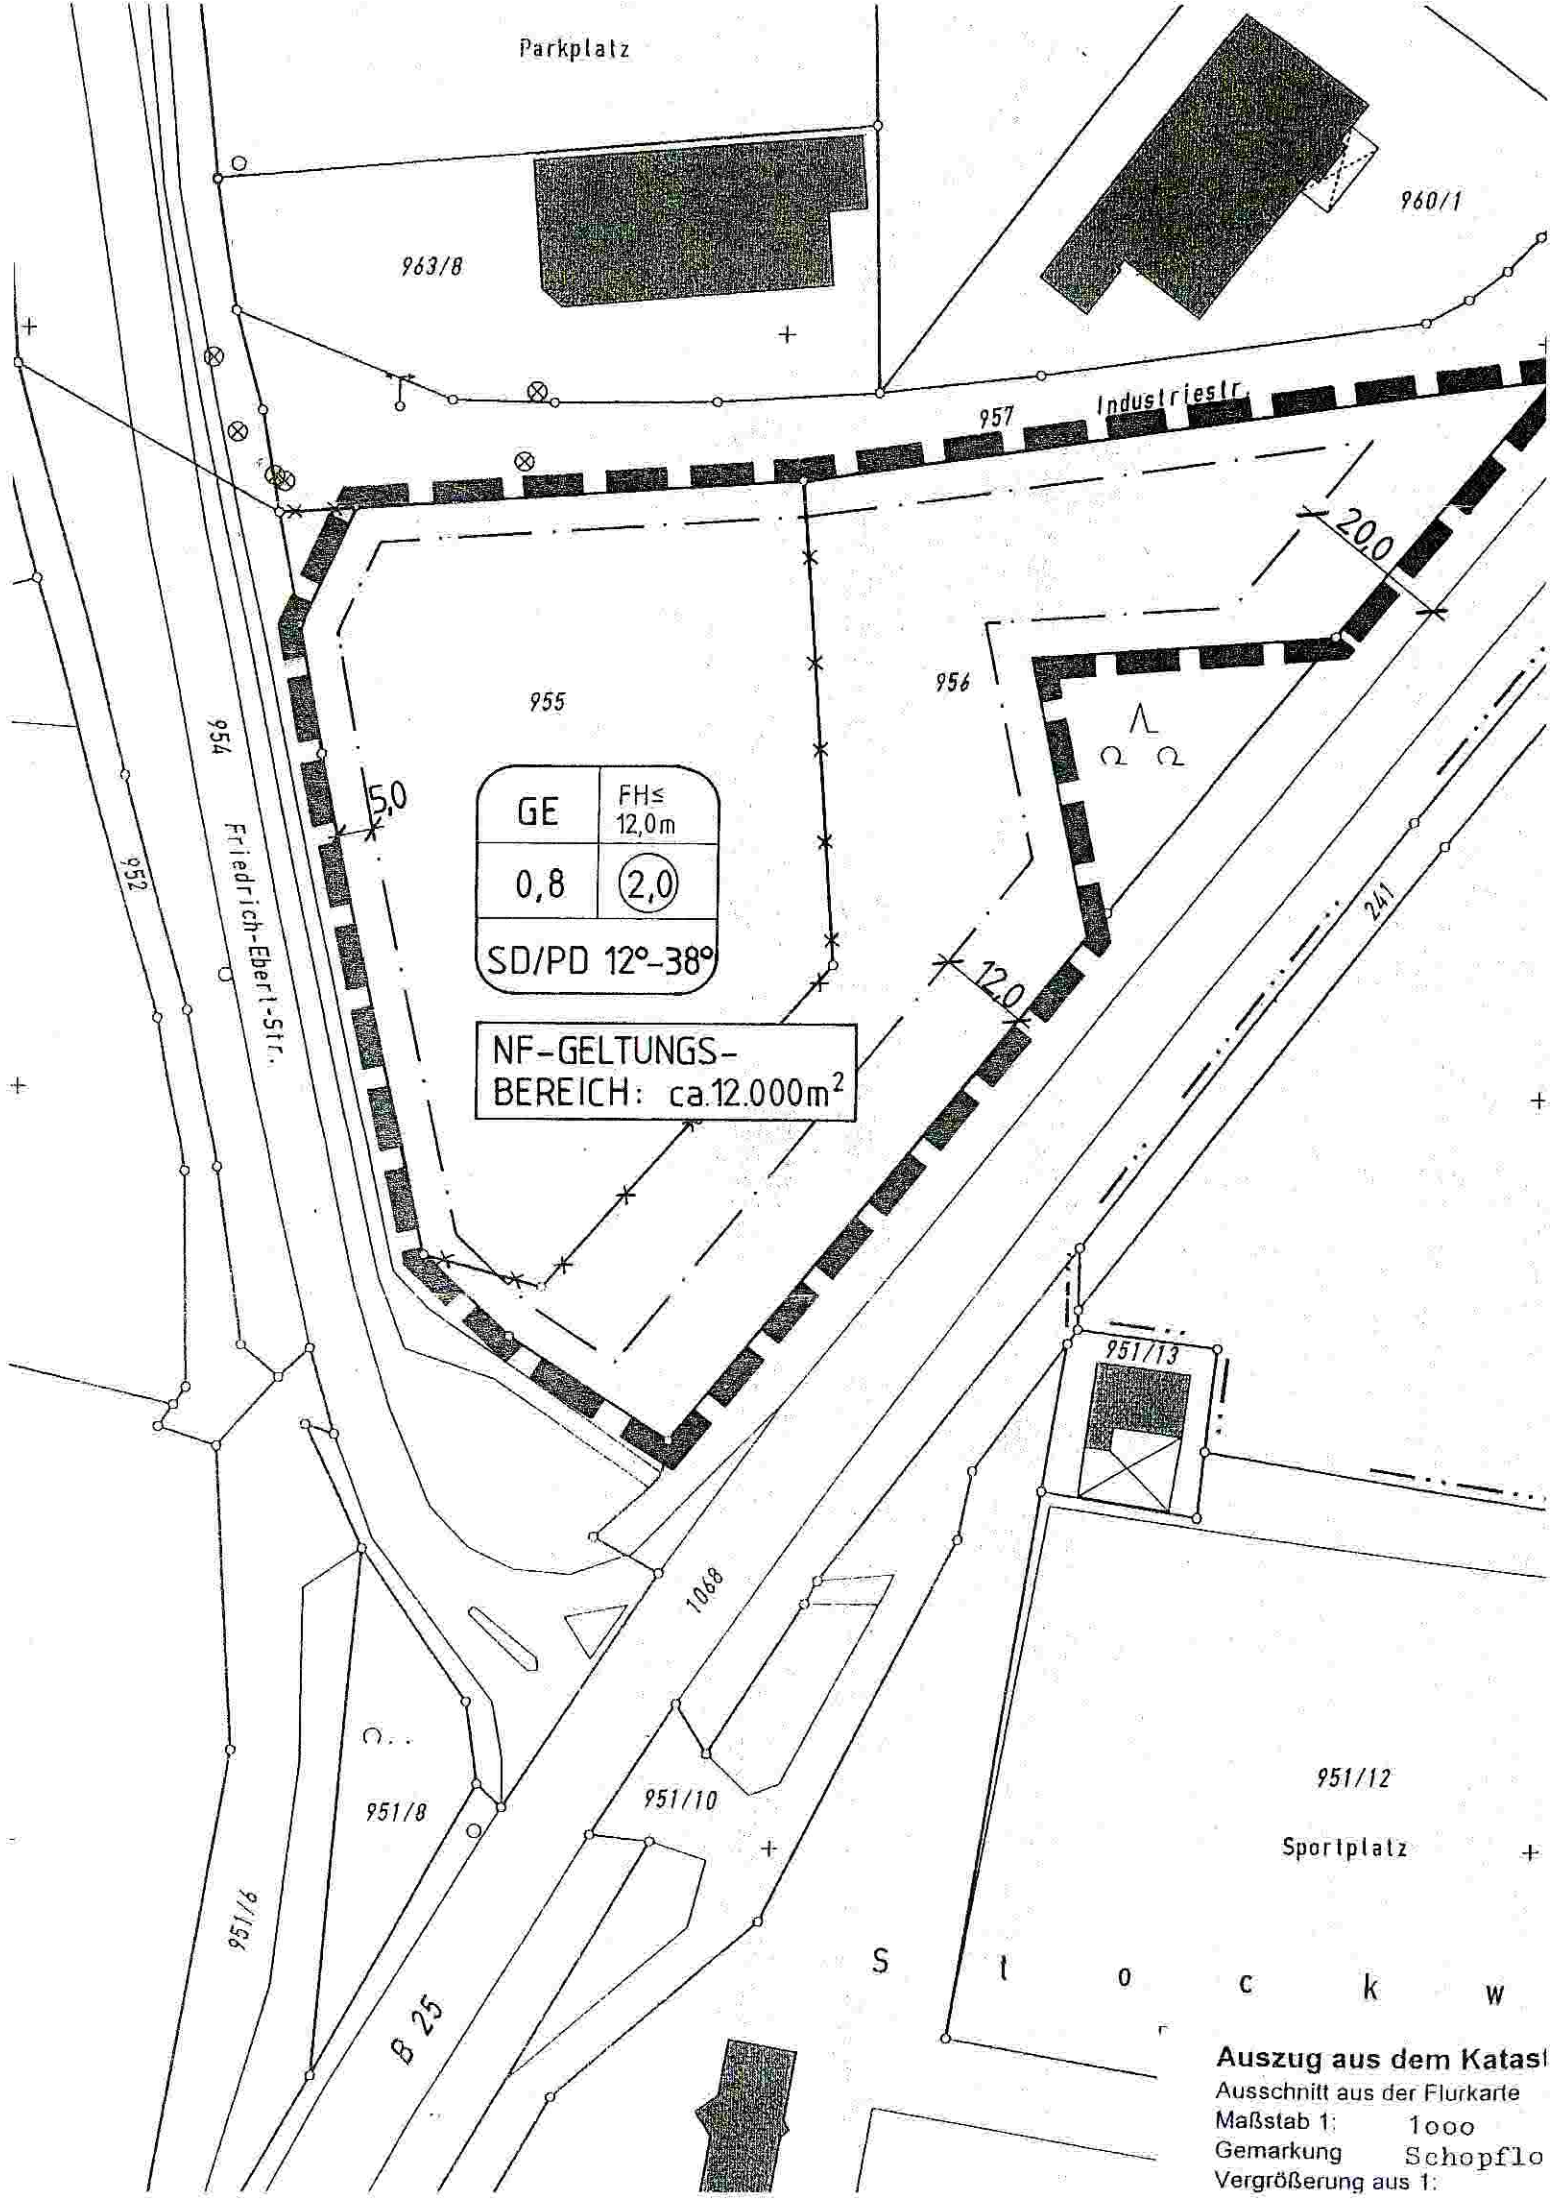 Parkplatz
960/1
963/8
957
Industriestr.
20,0
955
956
954
5,0
GE
FH≤
12,0m
0,8
2,0
SD/PD 12°-38°
952
Friedrich-Ebert-Str.
241
12,0
NF-GELTUNGS-
BEREICH: ca.12.000m²
951/13
1068
951/12
951/10
951/8
Sportplatz
951/6
S t o c k w
B 25
Auszug aus dem Katast
Ausschnitt aus der Flurkarte
Maßstab 1: 1ooo
Gemarkung Schopflo
Vergrößerung aus 1: